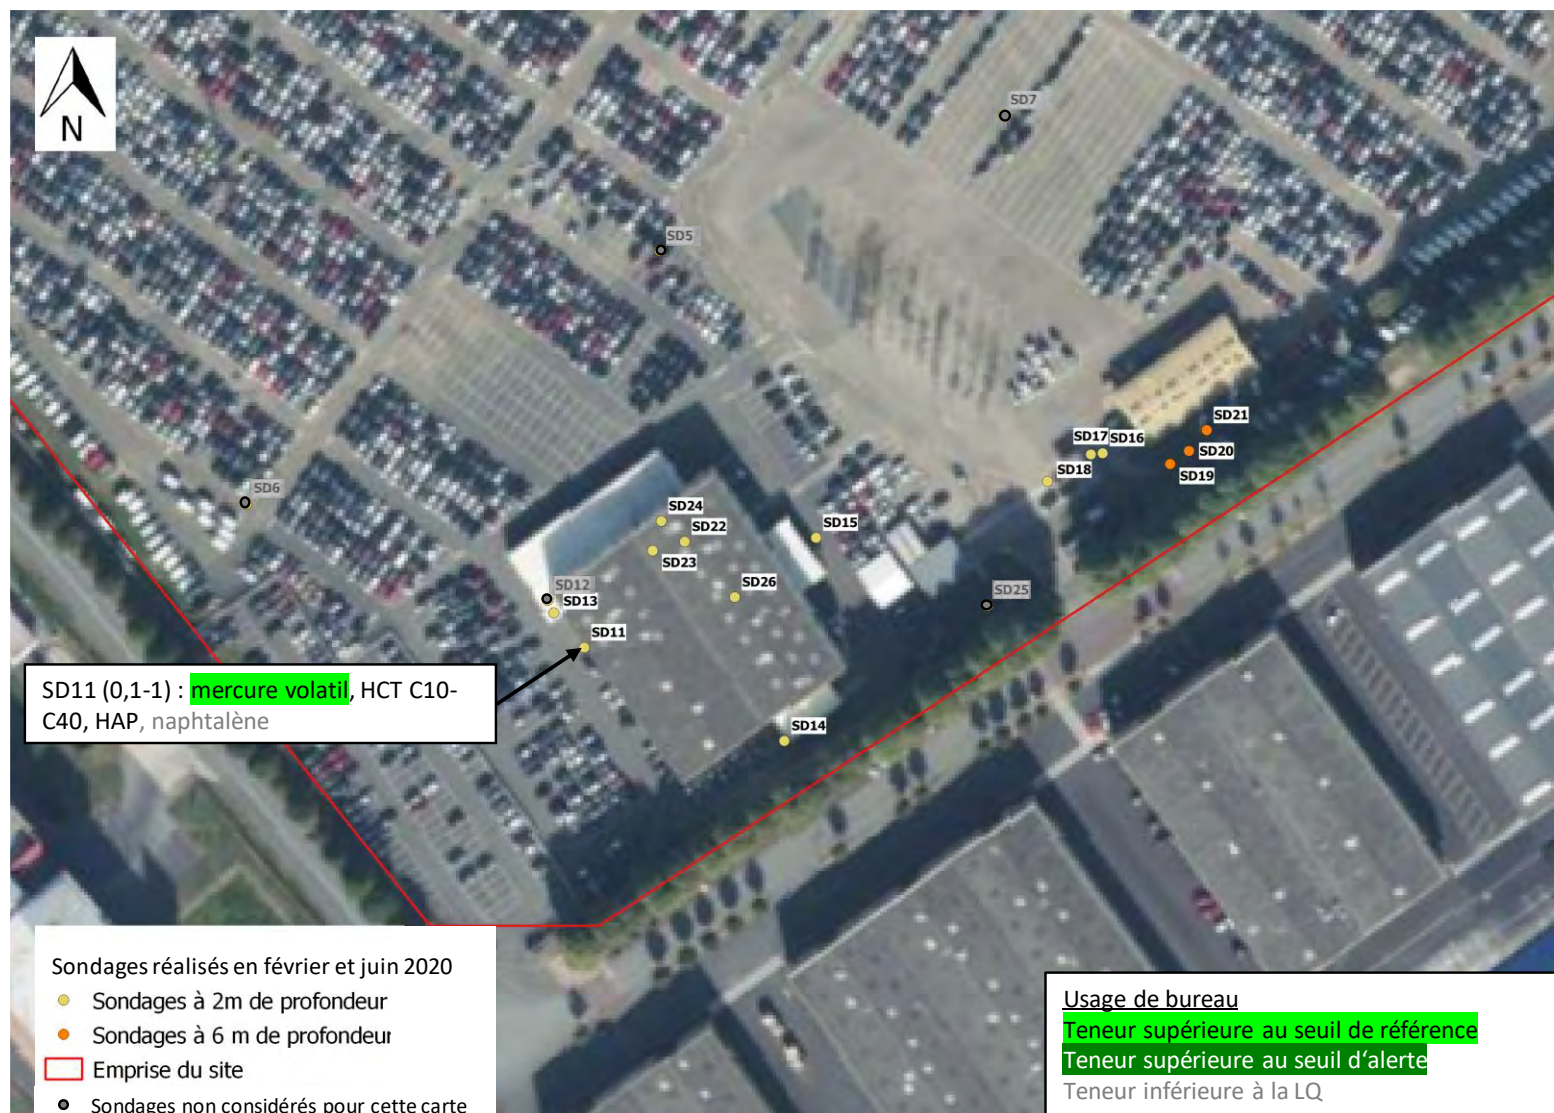 N
SD7
SD5
SD21
SD17
SD16
SD20
SD18
SD19
SD6
SD24
SD22
SD15
SD23
SD12
SD26
SD13
SD25
SD11
SD11 (0,1-1) : mercure volatil, HCT C10-
C40, HAP, naphtalène
SD14
Sondages réalisés en février et juin 2020
Sondages à 2m de profondeur
Sondages à 6 m de profondeur
Emprise du site
Sondages non considérés pour cette carte
Usage de bureau
Teneur supérieure au seuil de référence
Teneur supérieure au seuil d‘alerte
Teneur inférieure à la LQ